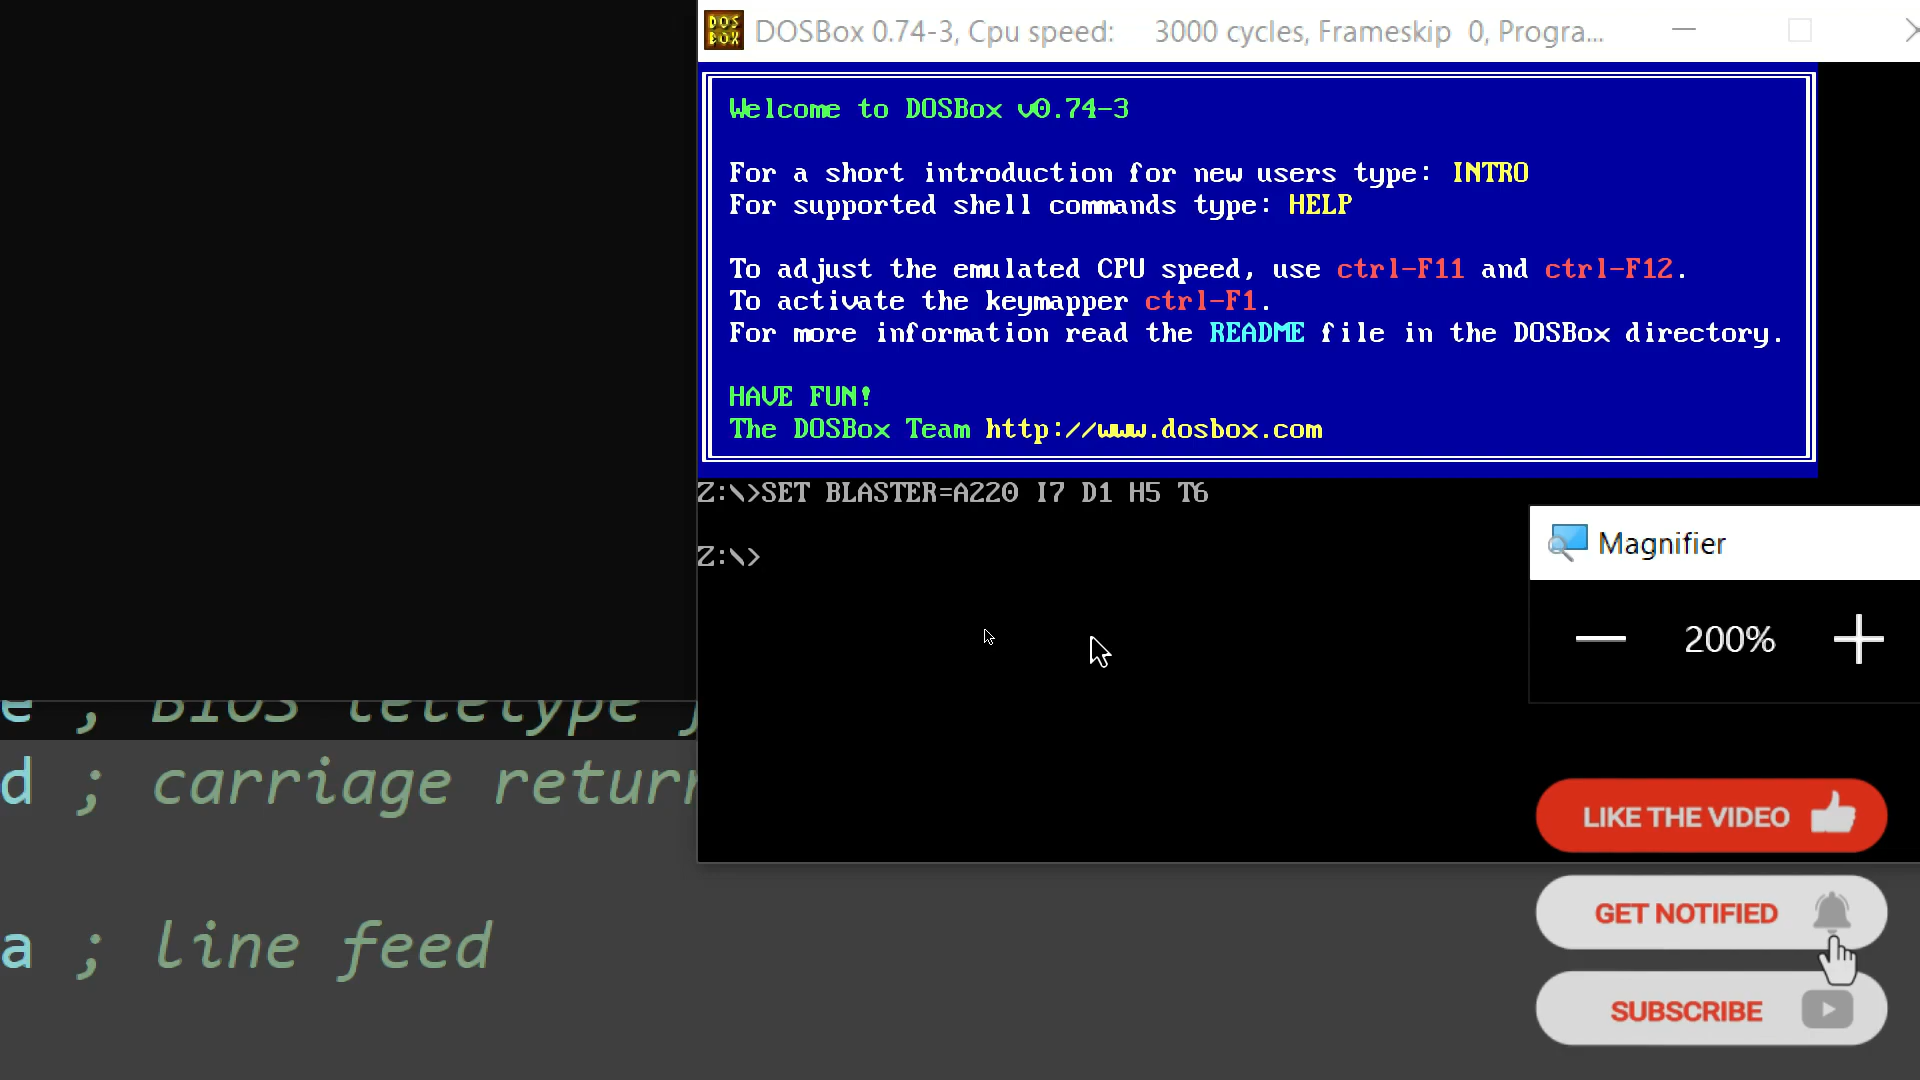 DOS
BOX
DOSBox 0.74-3, Cpu speed: 3000 cycles, Frameskip 0, Progra...
Welcome to DOSBox v0.74-3
For a short introduction for new users type: INTRO
For supported shell commands type: HELP
To adjust the emulated CPU speed, use ctrl-F11 and ctrl-F12.
To activate the keymapper ctrl-F1.
For more information read the README file in the DOSBox directory.
HAVE FUN!
The DOSBox Team http://www.dosbox.com
Z:\>SET BLASTER=A220 I7 D1 H5 T6
Z:\>
Magnifier
200%
e ; BIOS teletype
d ; carriage return
a ; line feed
LIKE THE VIDEO
GET NOTIFIED
SUBSCRIBE